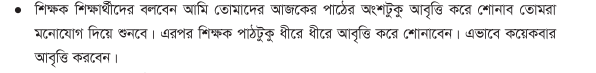 • শিক্ষক শিক্ষার্থীদের বলবেন আমি তোমাদের আজকের পাঠের অংশটুকু আবৃত্তি করে শোনাব তোমরা
মনোযোগ দিয়ে শুনবে। এরপর শিক্ষক পাঠটুকু ধীরে ধীরে আবৃত্তি করে শোনাবেন। এভাবে কয়েকবার
আবৃত্তি করবেন।